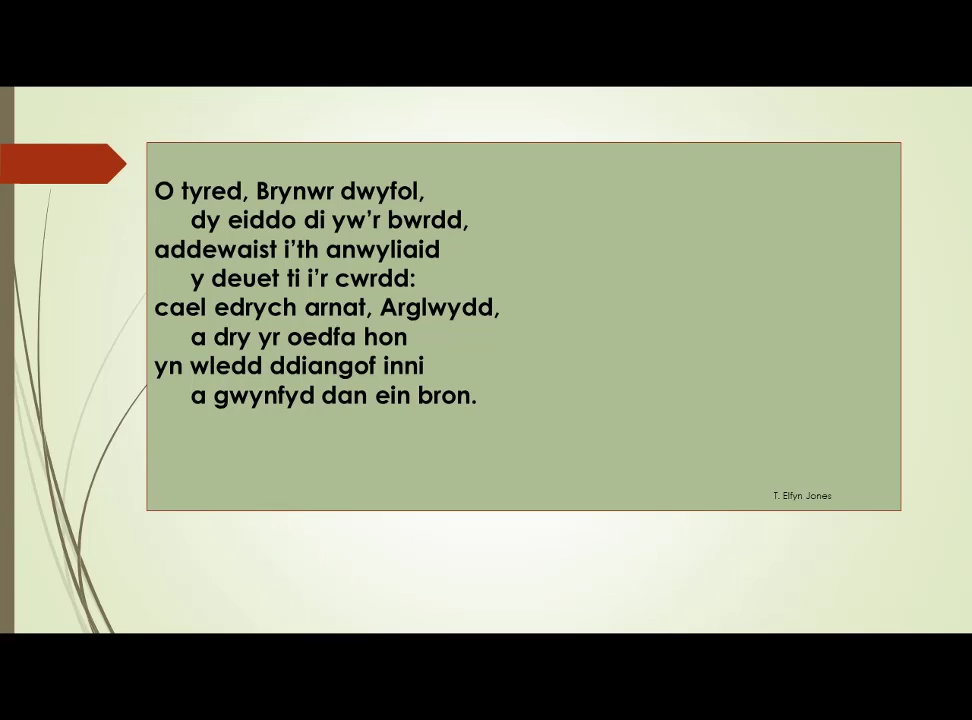 O tyred, Brynwr dwyfol,
dy eiddo di yw’r bwrdd,
addewaist i’th anwyliaid
y deuet ti i’r cwrdd:
cael edrych arnat, Arglwydd,
a dry yr oedfa hon
yn wledd ddiangof inni
a gwynfyd dan ein bron.
T. Elfyn Jones